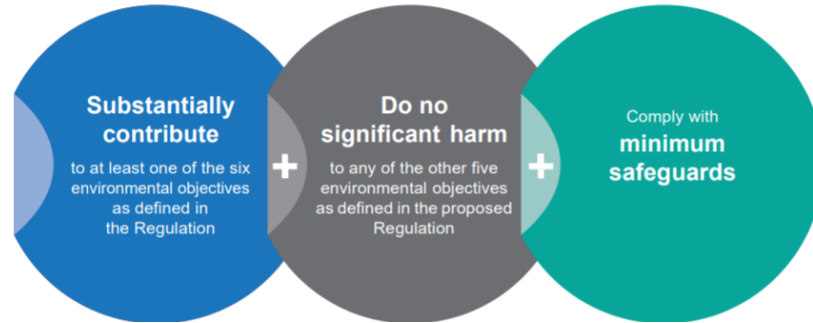 Substantially
contribute
to at least one of the six
environmental objectives
as defined in
the Regulation
+
Do no
significant harm
to any of the other five
environmental objectives
as defined in the proposed
Regulation
+
Comply with
minimum
safeguards